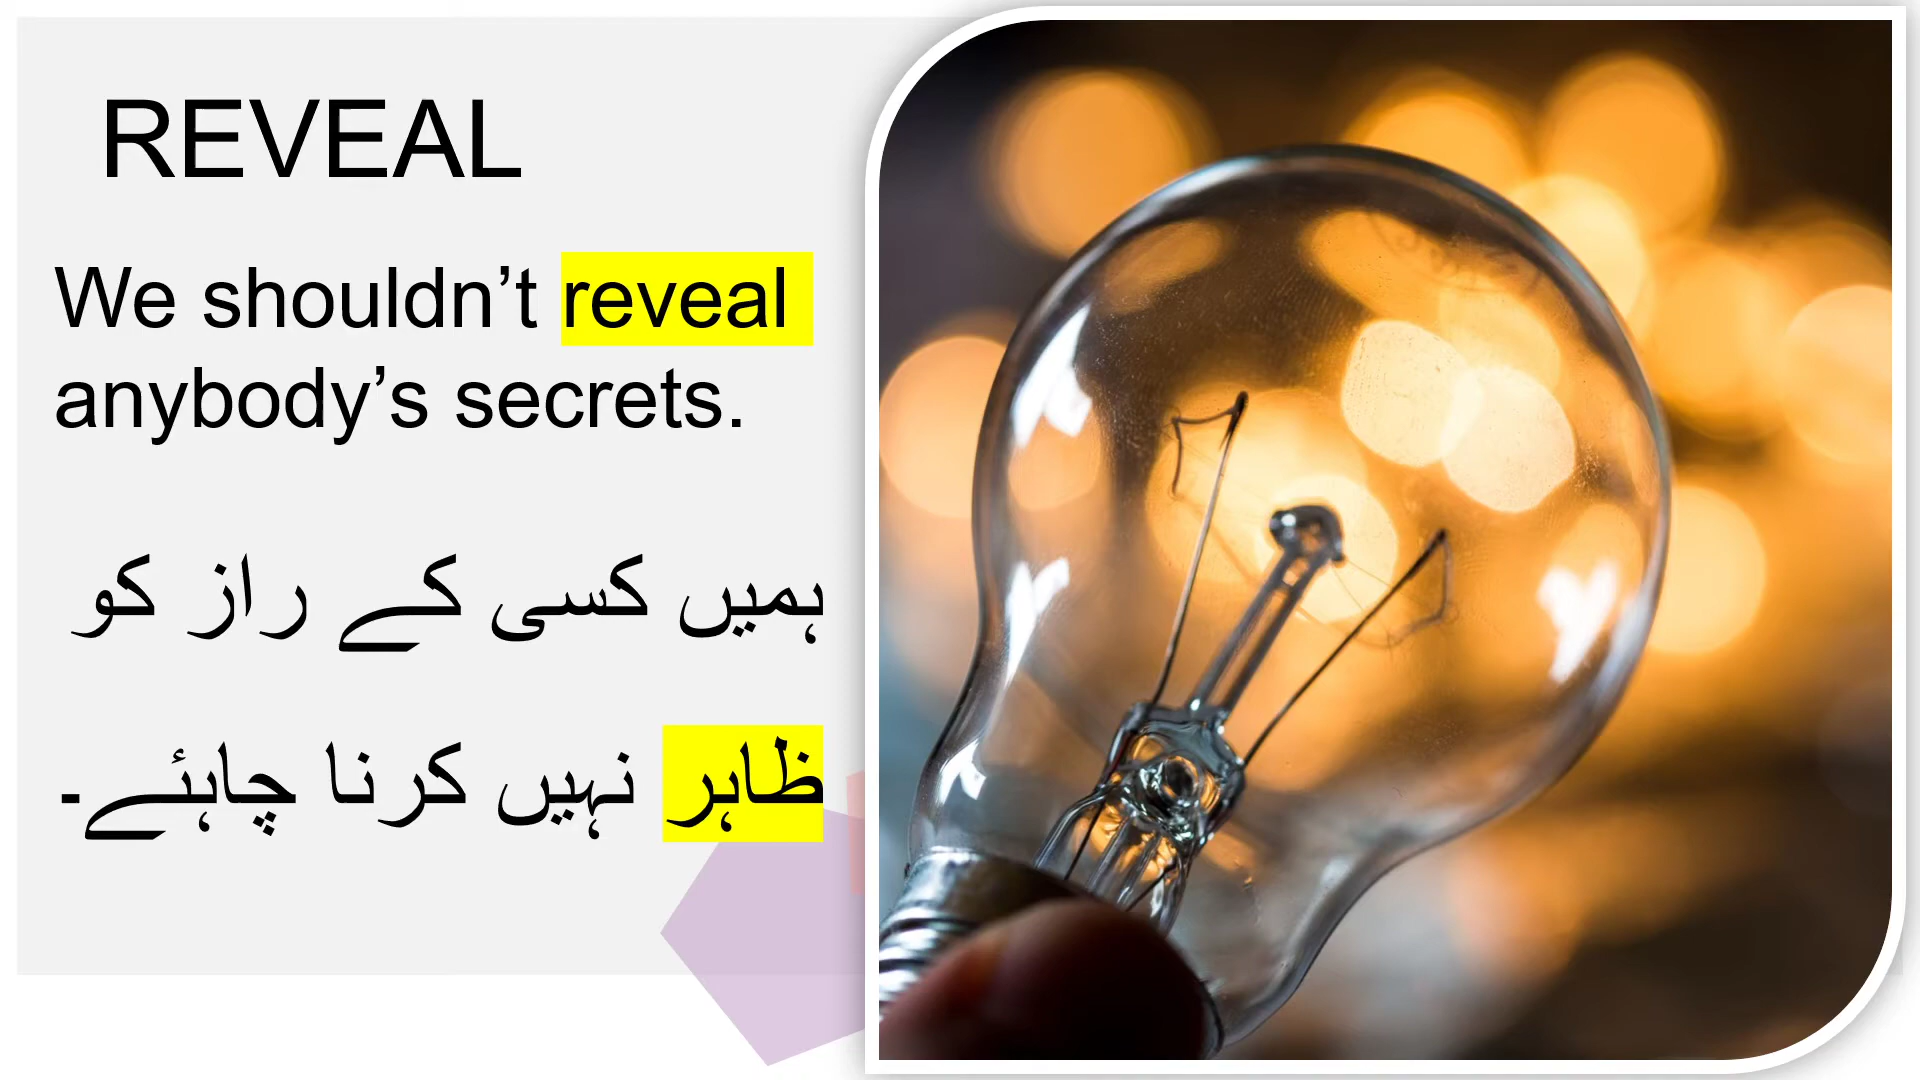 REVEAL
We shouldn’t reveal
anybody’s secrets.
ہمیں کسی کے راز کو
ظاہر نہیں کرنا چاہئے۔